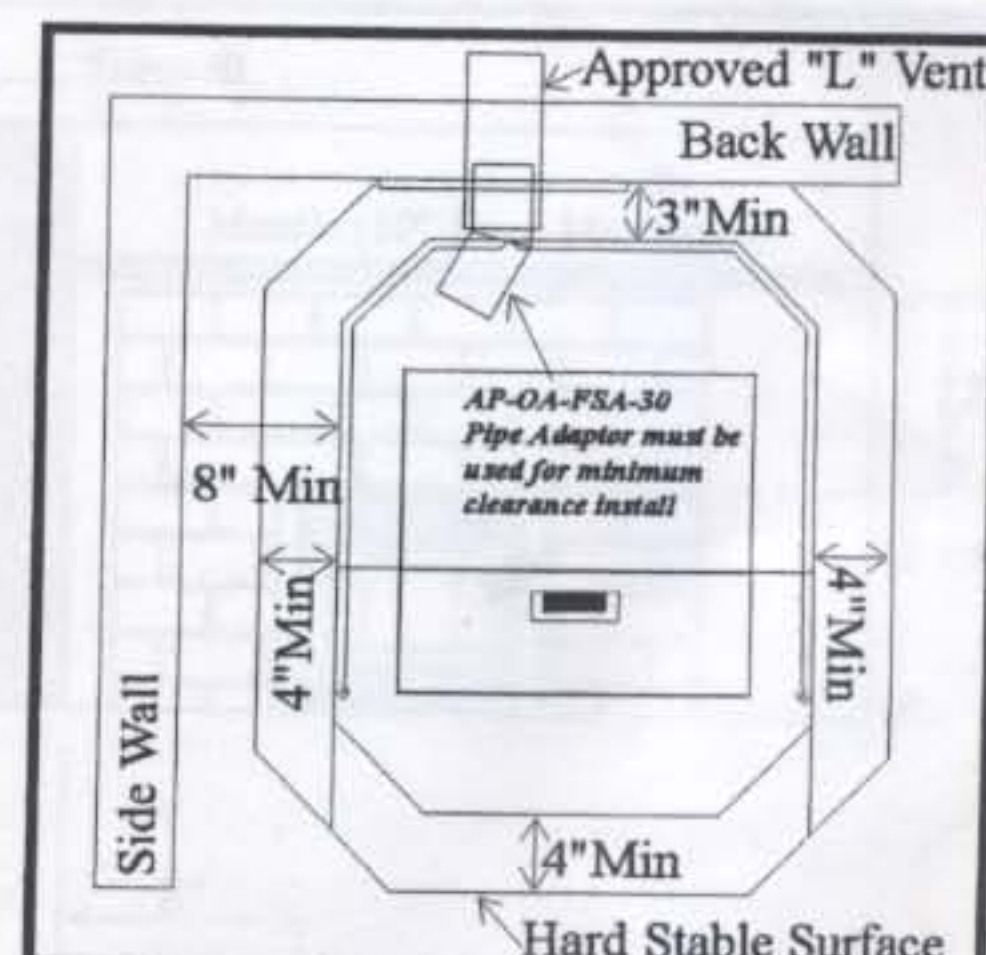 Approved "L" Vent
Back Wall
3"Min
AP-OA-FSA-30
Pipe Adaptor must be
used for minimum
clearance install
8" Min
4"Min
4"Min
Side Wall
4"Min
Hard Stable Surface